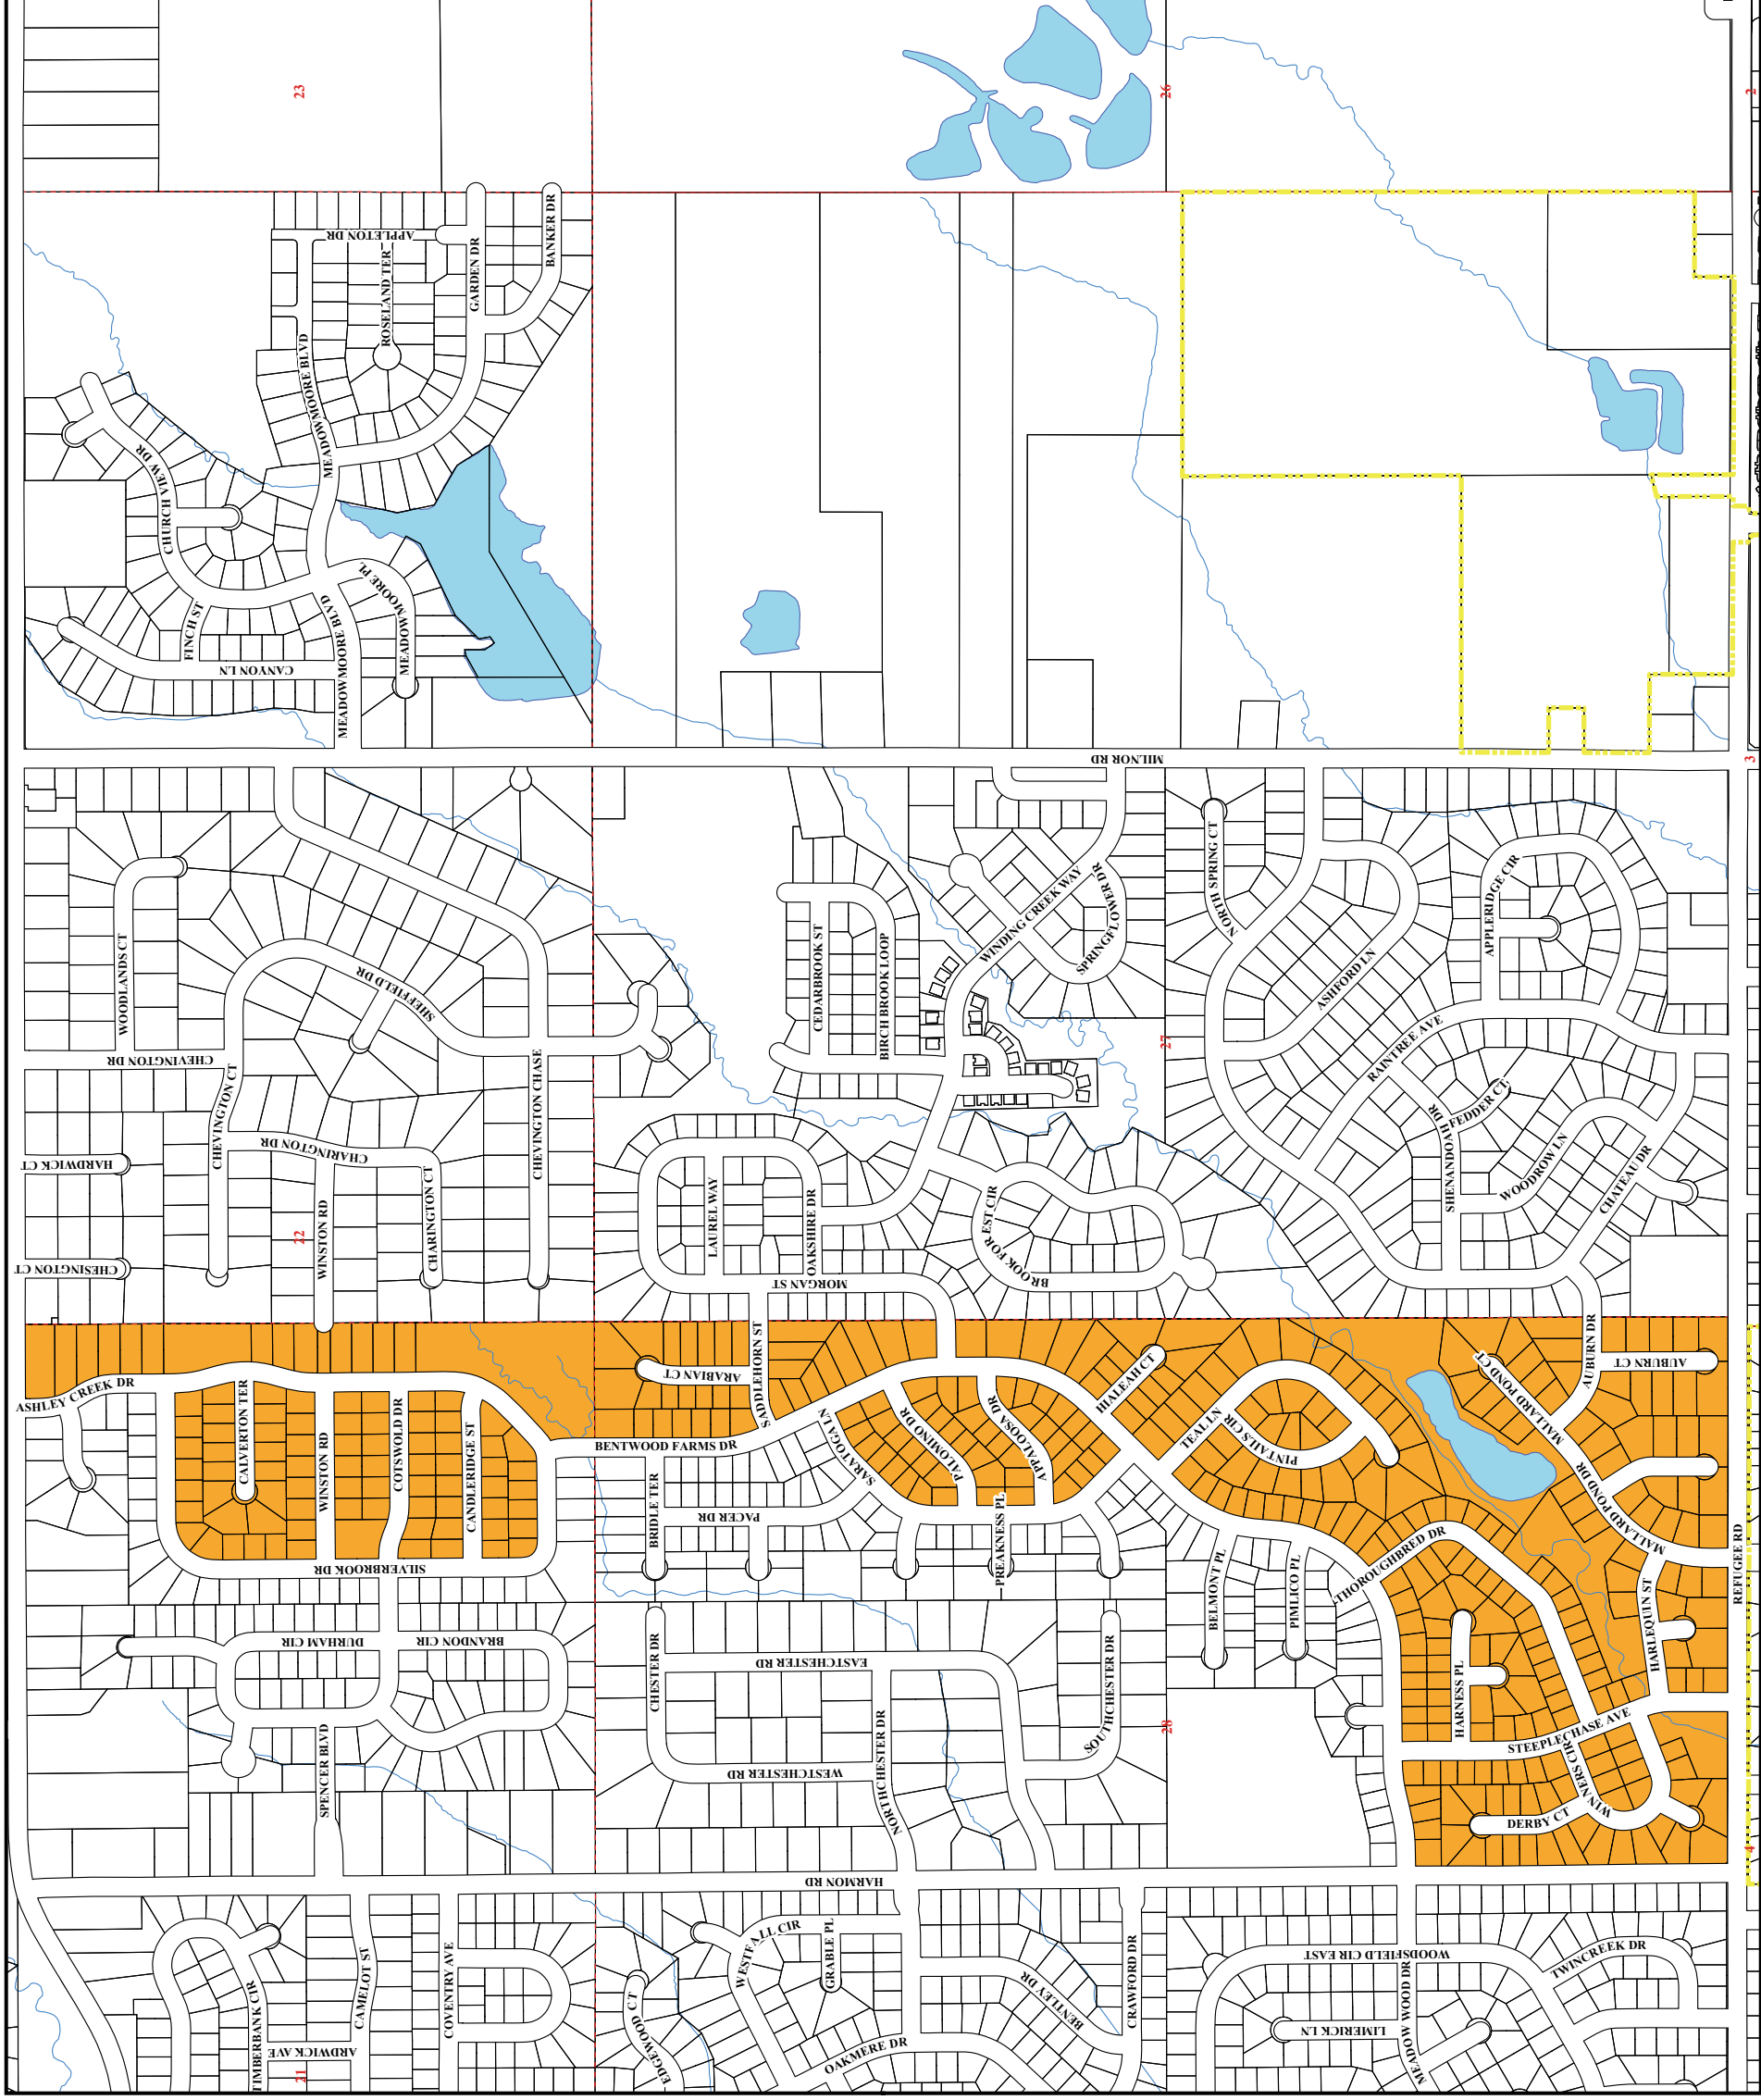 23
26
2
APPLETON DR
ROSELAND TER
GARDEN DR
BANKER DR
MEADOWMOORE BLVD
CHURCH VIEW DR
MEADOWMOORE PL
FINCH ST
CANYON LN
MEADOWMOORE BLVD
MILNOR RD
3
WOODLANDS CT
SHEFFIELD DR
CHEVINGTON DR
CHEVINGTON CT
CHEVINGTON CHASE
CHARINGTON DR
HARDWICK CT
WINSTON RD
CHARINGTON CT
CHESINGTON CT
22
CEDARBROOK ST
BIRCH BROOK LOOP
WINDING CREEK WAY
SPRINGFLOWER DR
NORTH SPRING CT
27
ASHFORD LN
APPLERIDGE CIR
RAINTREE AVE
SHENANDOAH DR
FEDDER CT
WOODROW LN
CHATEAU DR
LAUREL WAY
OAKSHIRE DR
MORGAN ST
BROOK FOREST CIR
ASHLEY CREEK DR
CALVERTON TER
WINSTON RD
COTSWOLD DR
CANDLERIDGE ST
SILVERBROOK DR
ARABIAN CT
SADDLEHORN ST
BENTWOOD FARMS DR
SARATOGA LN
PALOMINO DR
APPALOOSA DR
HIALEAH CT
TEAL LN
PINTAILS CIR
MALLARD POND CT
MALLARD POND DR
AUBURN DR
AUBURN CT
BRIDLE TER
PACER DR
PREAKNESS PL
BELMONT PL
PIMLICO PL
THOROUGHBRED DR
MALLARD POND DR
REFUGEE RD
HARLEQUIN ST
HARNESS PL
STEEPLECHASE AVE
WINNERS CIR
DERBY CT
4
DURHAM CIR
BRANDON CIR
SPENCER BLVD
CHESTER DR
EASTCHESTER RD
WESTCHESTER RD
NORTHCHESTER DR
SOUTHCHESTER DR
28
HARMON RD
TIMBERBANK CIR
CAMELOT ST
ARDWICK AVE
COVENTRY AVE
21
EDGEWOOD CT
WESTFALL CIR
GRABLE PL
OAKMERE DR
BENTLEY DR
CRAWFORD DR
WOODSFIELD CIR EAST
LIMERICK LN
MEADOW WOOD DR
TWINCREEK DR